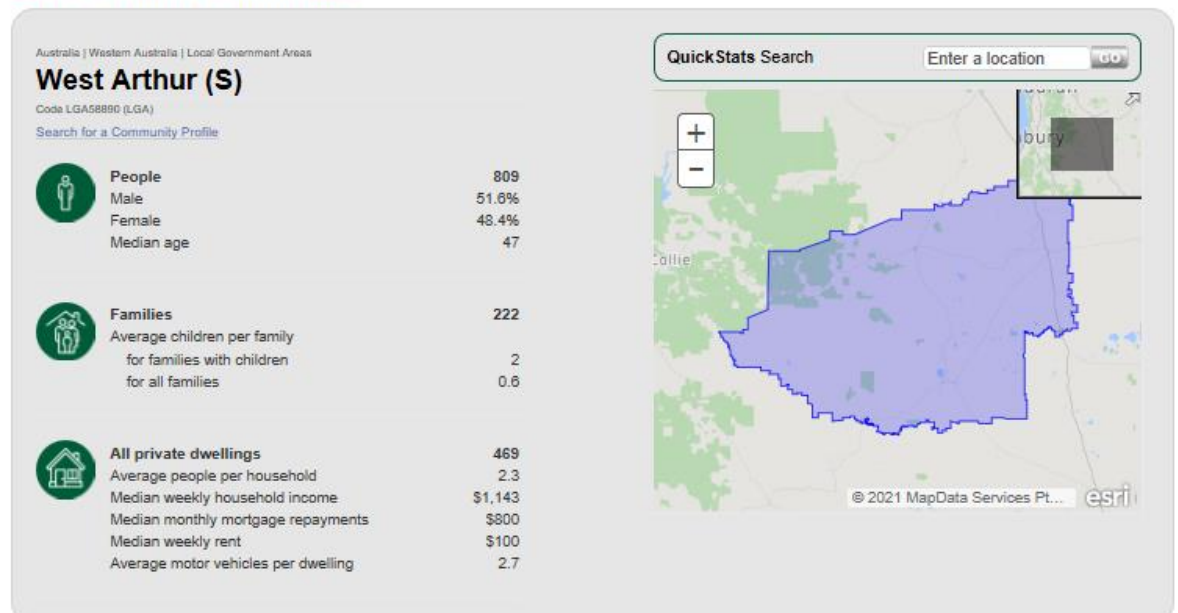 Australia | Western Australia | Local Government Areas
West Arthur (S)
Code LGA58890 (LGA)
Search for a Community Profile
People 809
Male 51.6%
Female 48.4%
Median age 47
Families 222
Average children per family
for families with children 2
for all families 0.6
All private dwellings 469
Average people per household 2.3
Median weekly household income $1,143
Median monthly mortgage repayments $800
Median weekly rent $100
Average motor vehicles per dwelling 2.7
QuickStats Search Enter a location GO
+
−
bury
Collie
© 2021 MapData Services Pt... esri